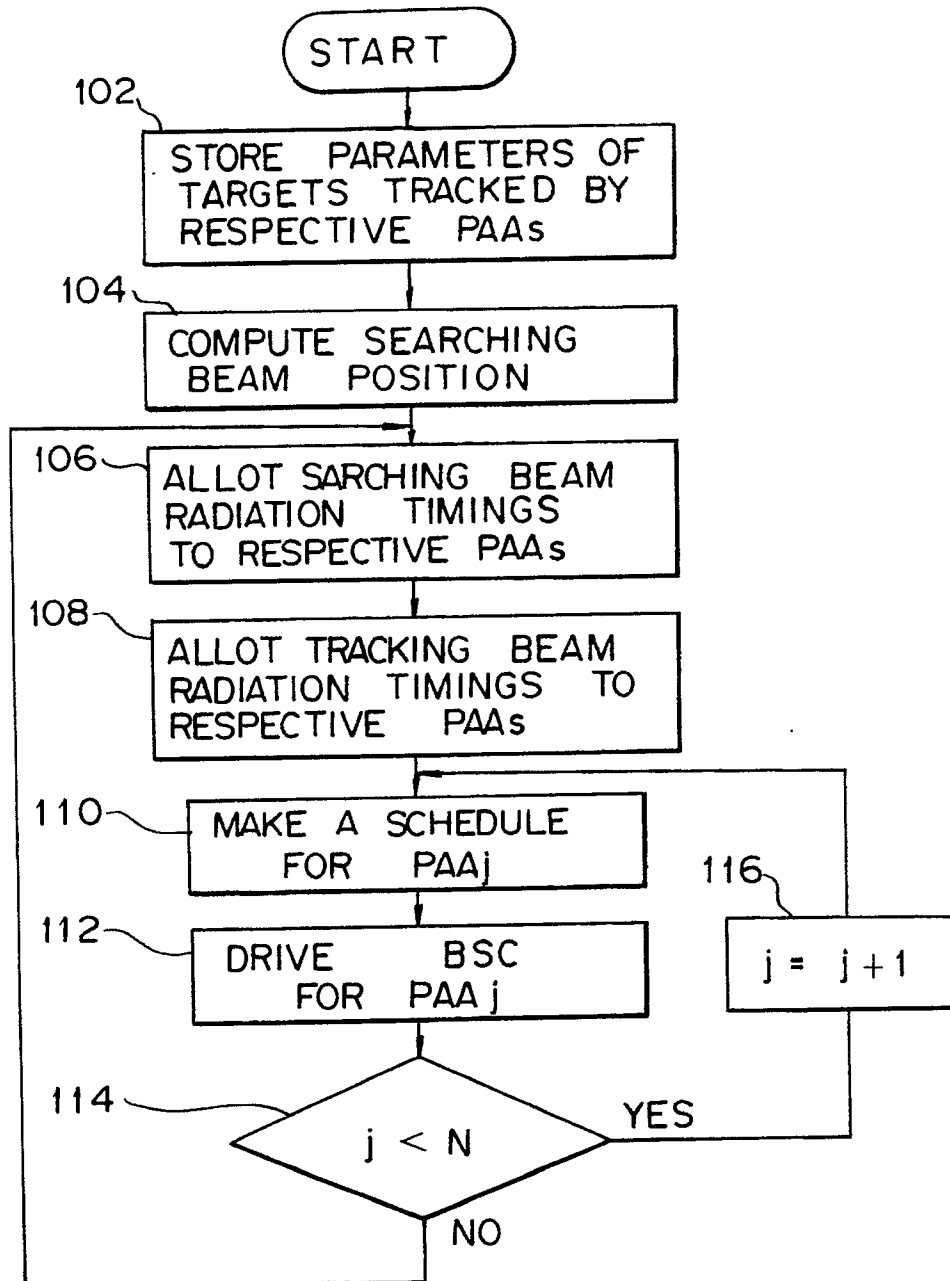 START
102
STORE PARAMETERS OF
TARGETS TRACKED BY
RESPECTIVE PAAs
104
COMPUTE SEARCHING
BEAM POSITION
106
ALLOT SARCHING BEAM
RADIATION TIMINGS
TO RESPECTIVE PAAs
108
ALLOT TRACKING BEAM
RADIATION TIMINGS TO
RESPECTIVE PAAs
110
MAKE A SCHEDULE
FOR PAAj
116
j = j + 1
112
DRIVE BSC
FOR PAAj
114
j < N
YES
NO